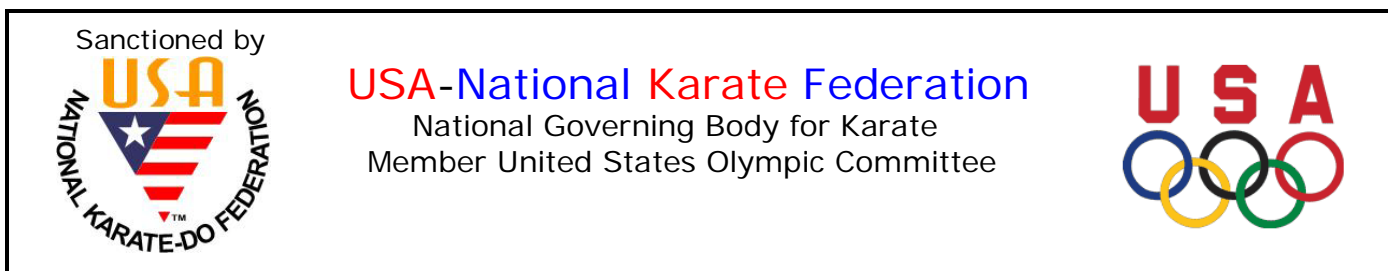 Sanctioned by
USA
NATIONAL KARATE-DO FEDERATION
TM
USA-National Karate Federation
National Governing Body for Karate
Member United States Olympic Committee
USA